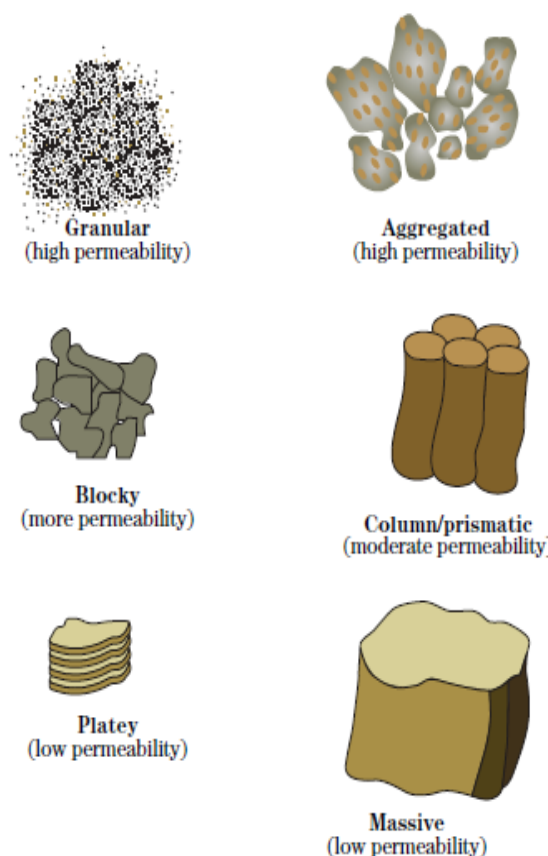 Granular
(high permeability)
Aggregated
(high permeability)
Blocky
(more permeability)
Column/prismatic
(moderate permeability)
Platey
(low permeability)
Massive
(low permeability)